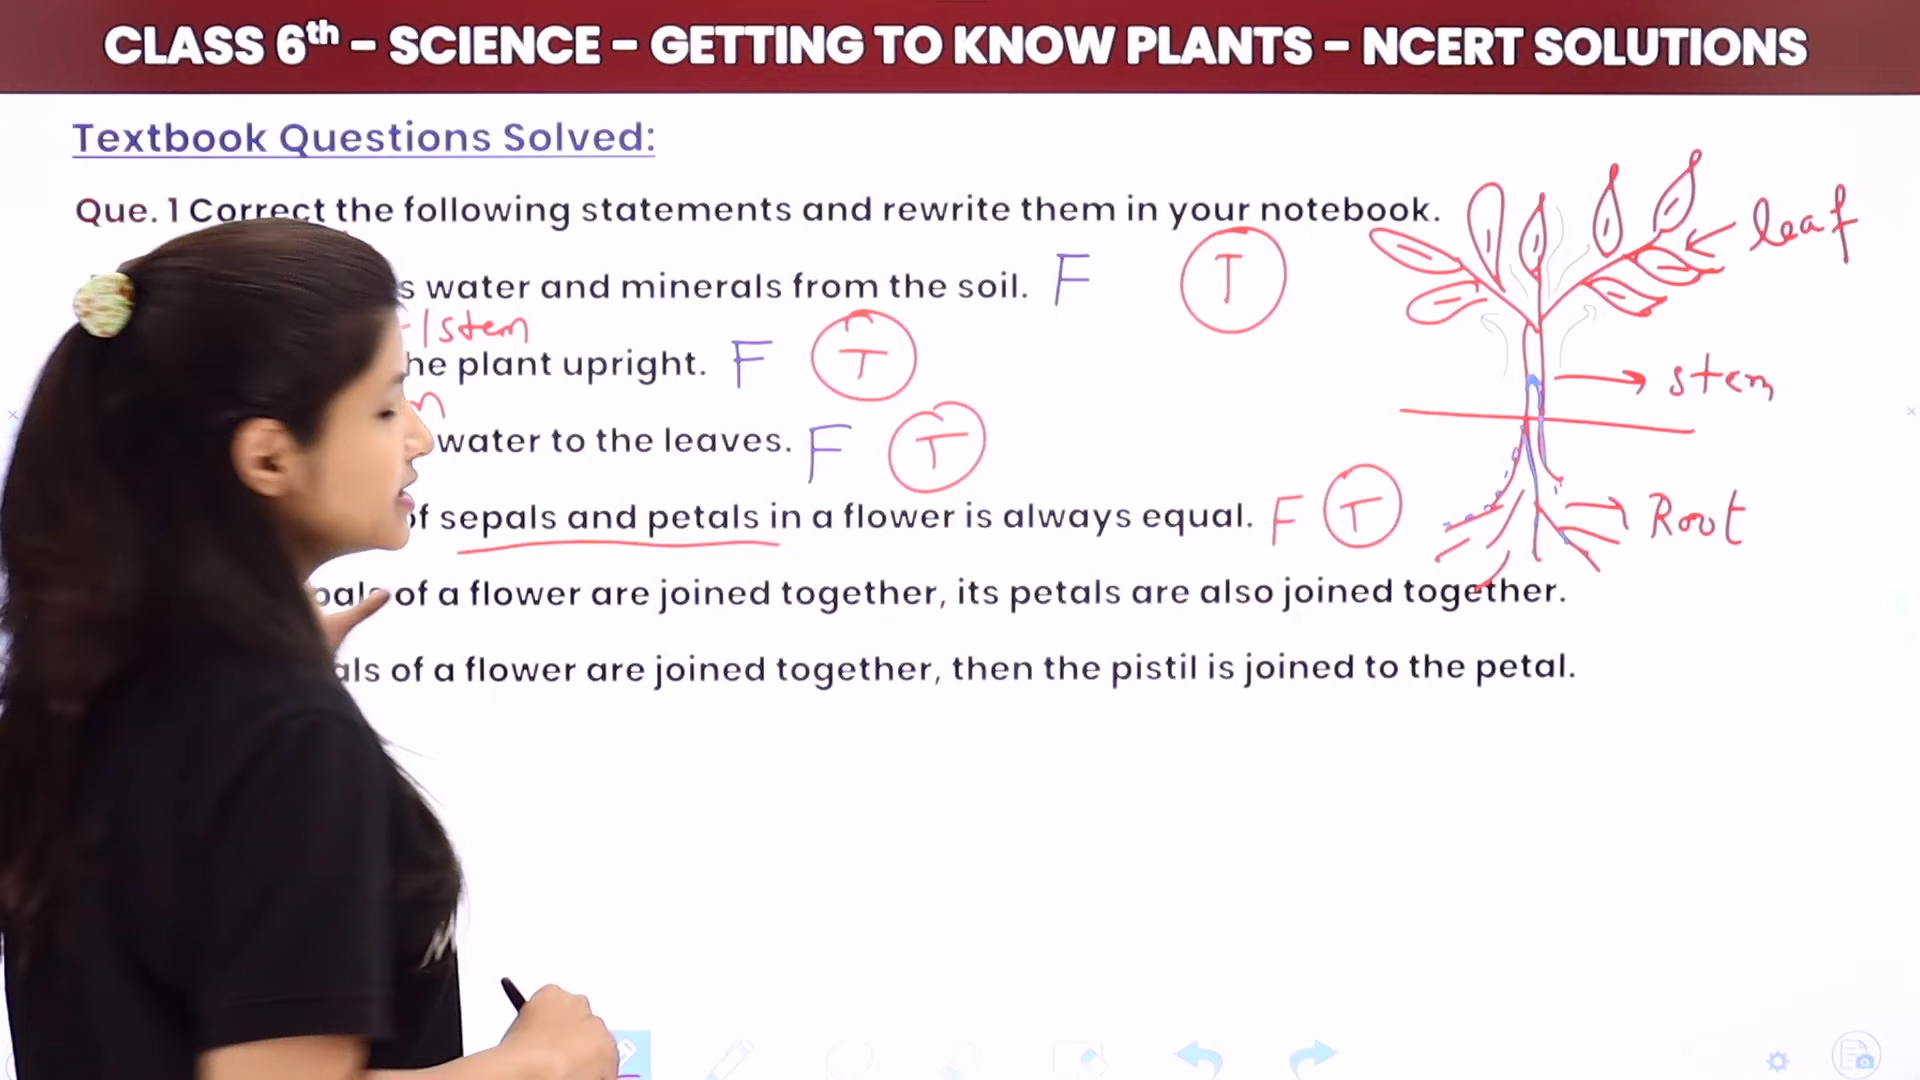 CLASS 6th - SCIENCE - GETTING TO KNOW PLANTS - NCERT SOLUTIONS
Textbook Questions Solved:
Que. 1 Correct the following statements and rewrite them in your notebook.
s water and minerals from the soil. F T
/stem
he plant upright. F T
water to the leaves. F T
of sepals and petals in a flower is always equal. F T
of a flower are joined together, its petals are also joined together.
als of a flower are joined together, then the pistil is joined to the petal.
leaf
stem
Root